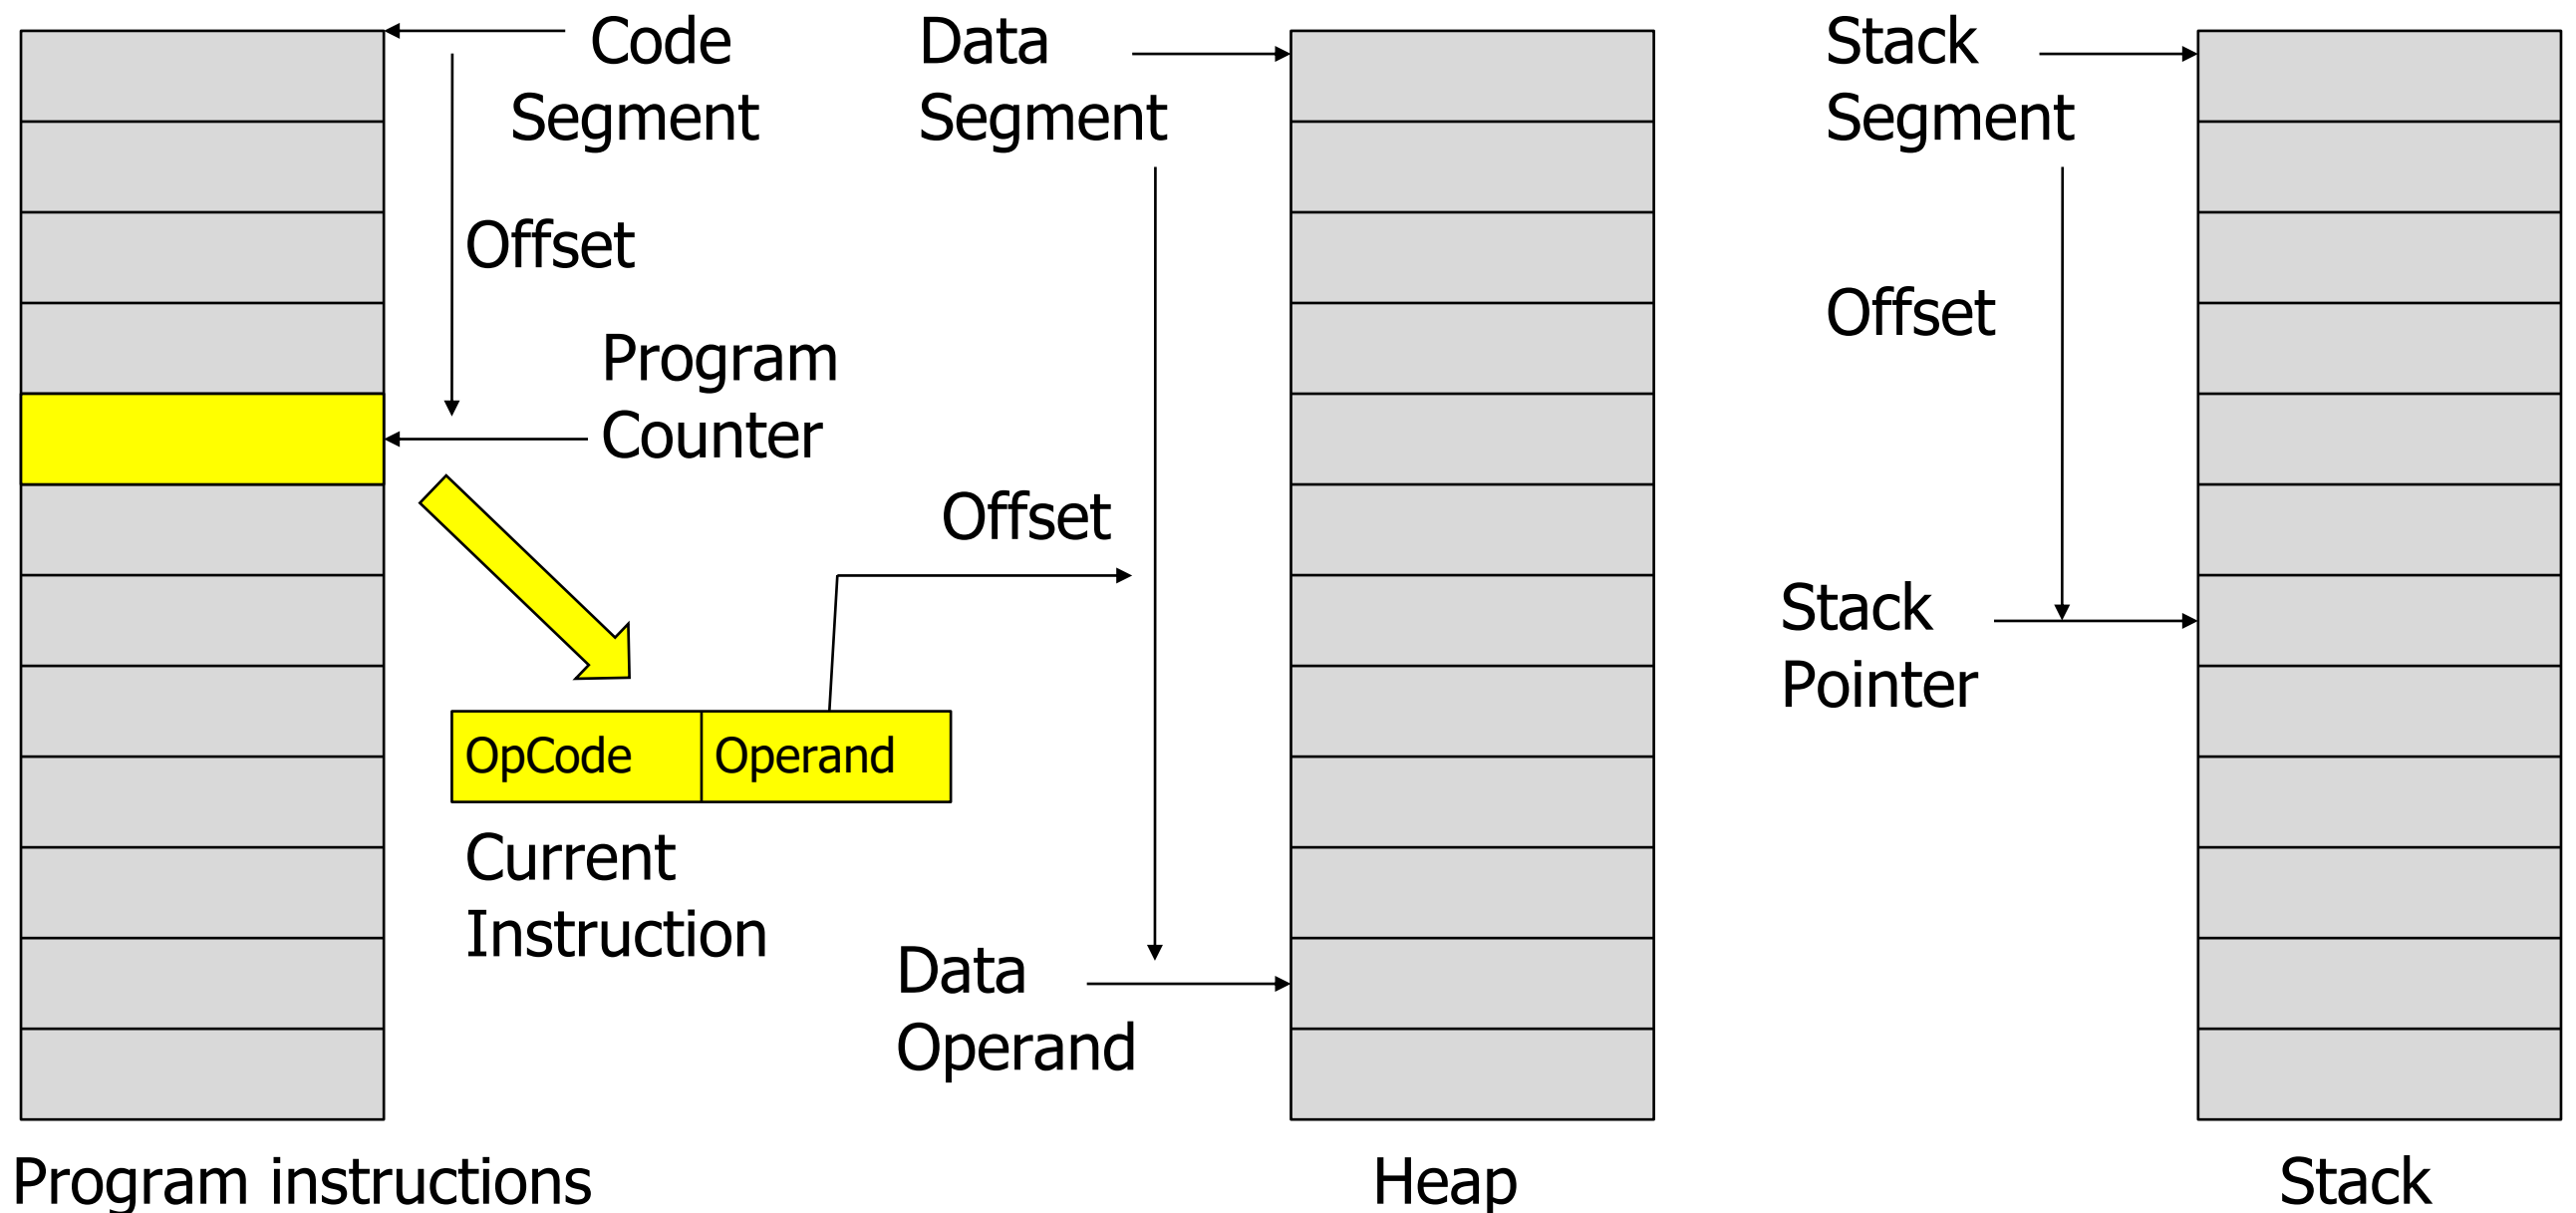 Code
Segment
Offset
Program
Counter
OpCode
Operand
Current
Instruction
Program instructions
Data
Segment
Offset
Data
Operand
Heap
Stack
Segment
Offset
Stack
Pointer
Stack